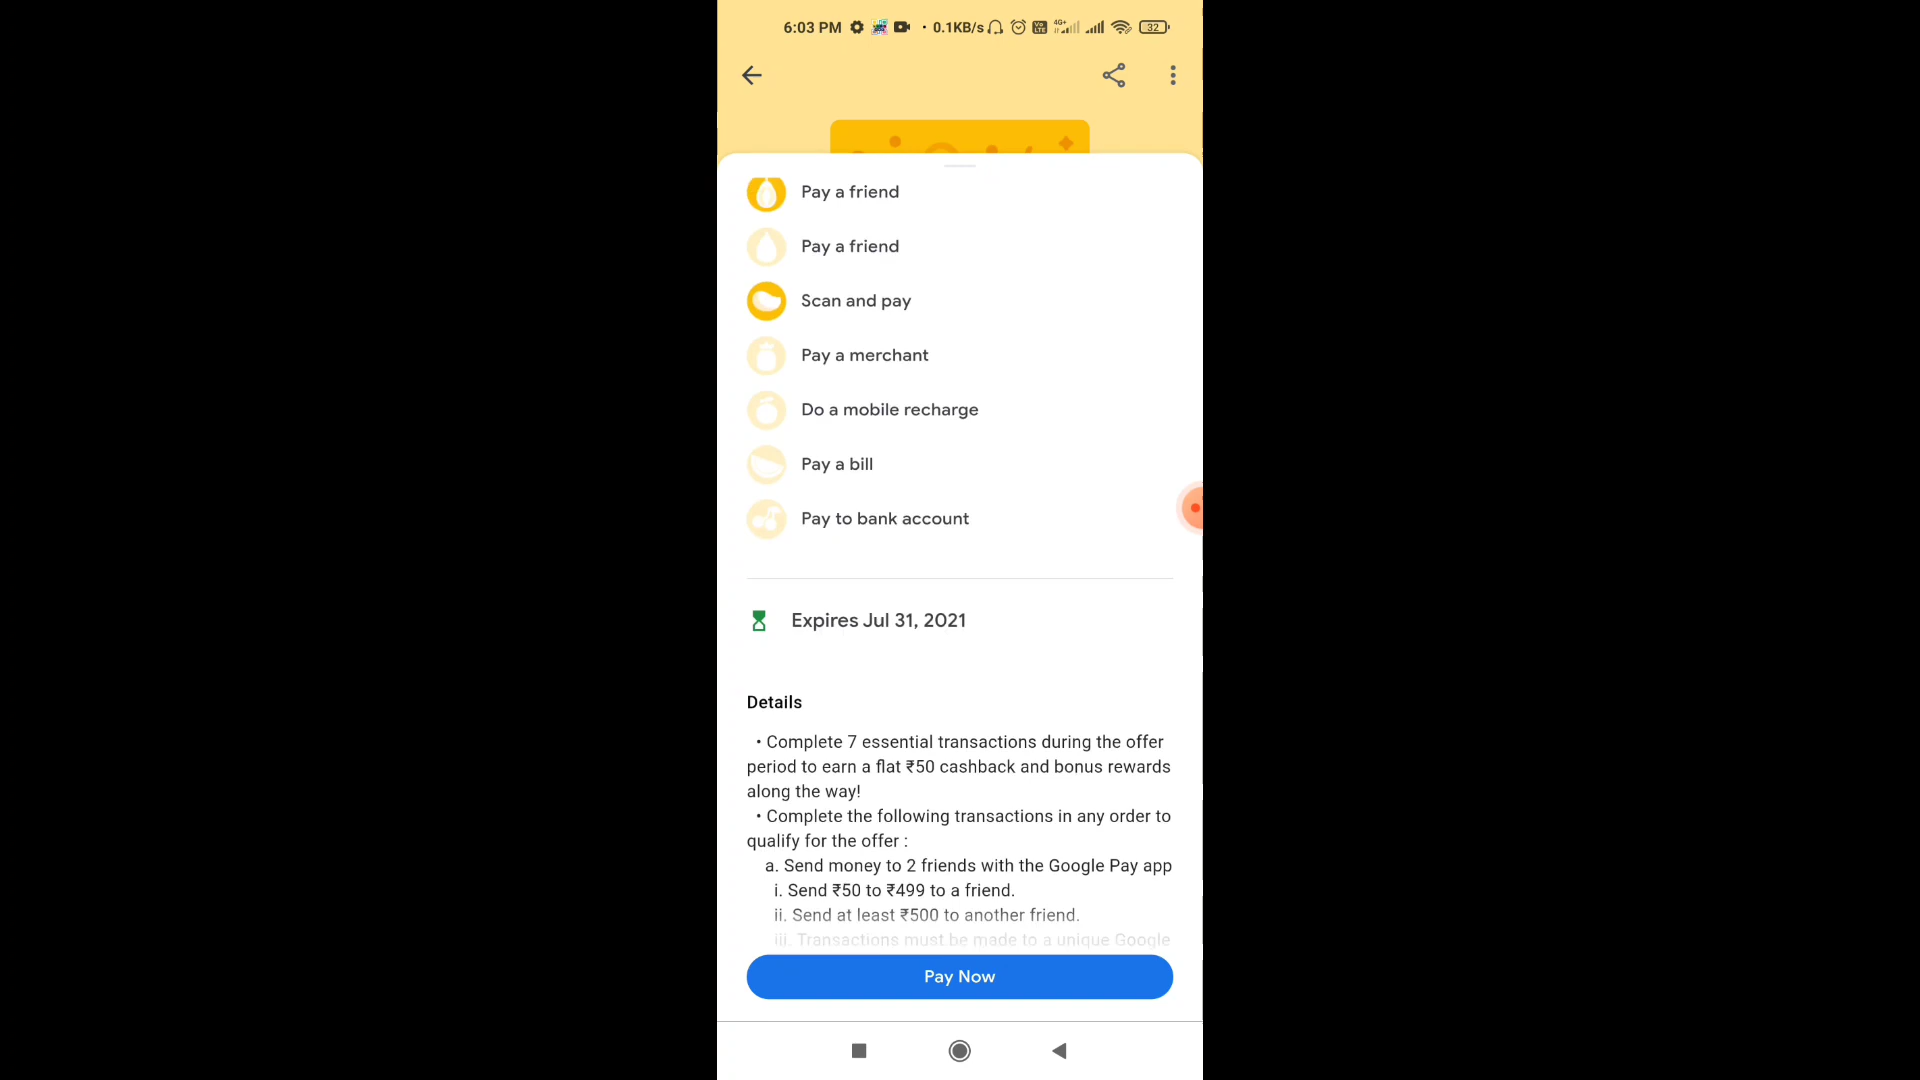 6:03 PM • 0.1KB/s 4G+ 32
Pay a friend
Pay a friend
Scan and pay
Pay a merchant
Do a mobile recharge
Pay a bill
Pay to bank account
Expires Jul 31, 2021
Details
• Complete 7 essential transactions during the offer
period to earn a flat ₹50 cashback and bonus rewards
along the way!
• Complete the following transactions in any order to
qualify for the offer :
a. Send money to 2 friends with the Google Pay app
i. Send ₹50 to ₹499 to a friend.
ii. Send at least ₹500 to another friend.
iii. Transactions must be made to a unique Google
Pay Now